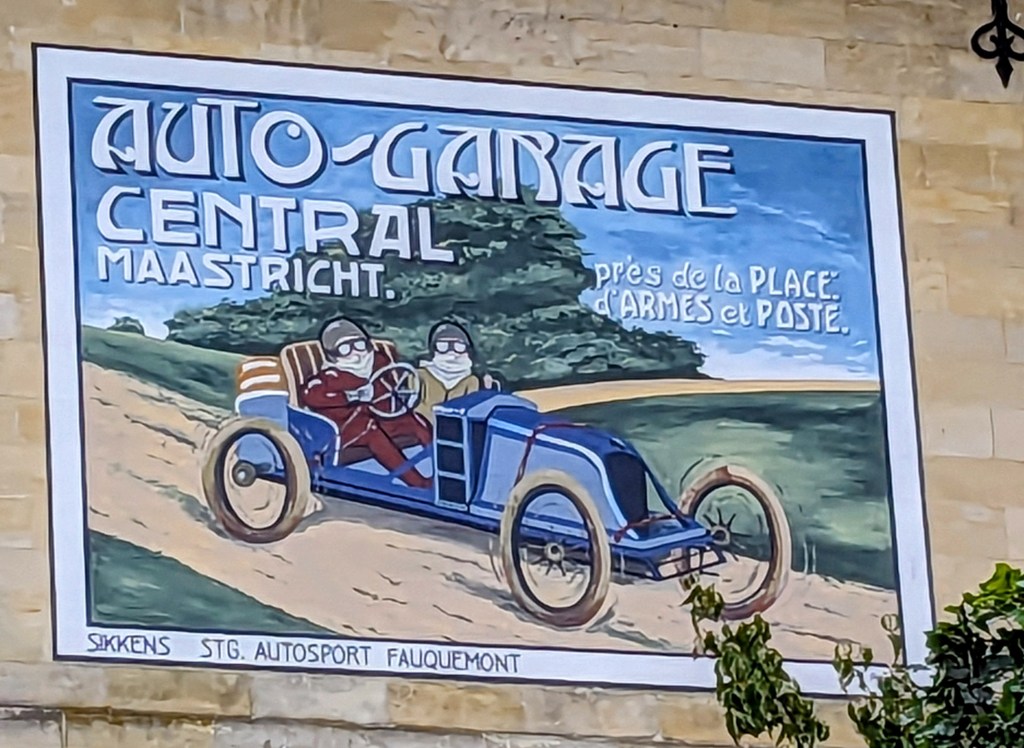 AUTO-GARAGE
CENTRAL
MAASTRICHT.
près de la PLACE
d'ARMES et POSTE.
SIKKENS STG. AUTOSPORT FAUQUEMONT